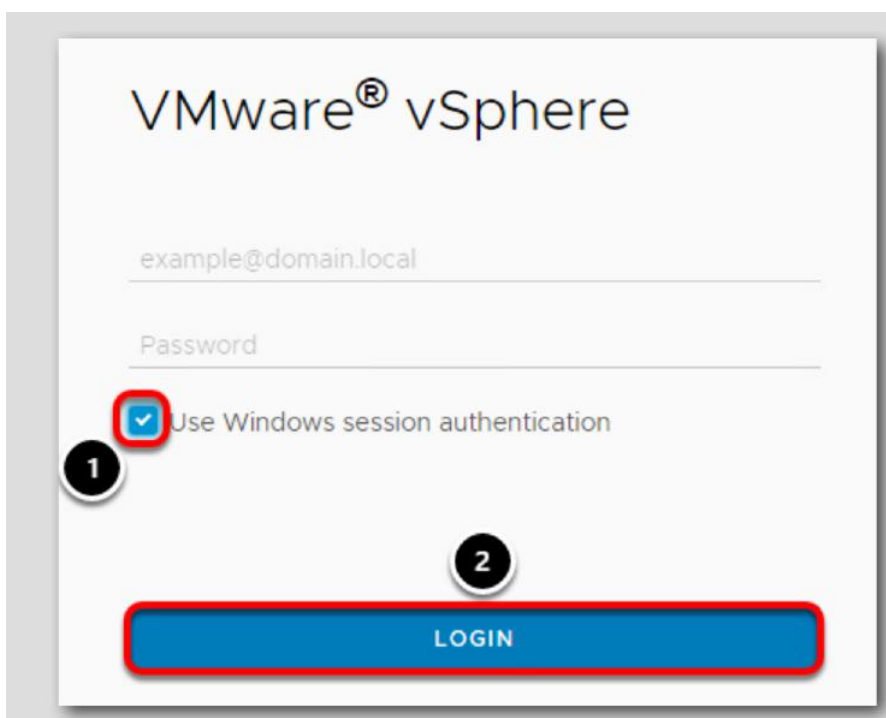 VMware® vSphere
example@domain.local
Password
Use Windows session authentication
1
2
LOGIN